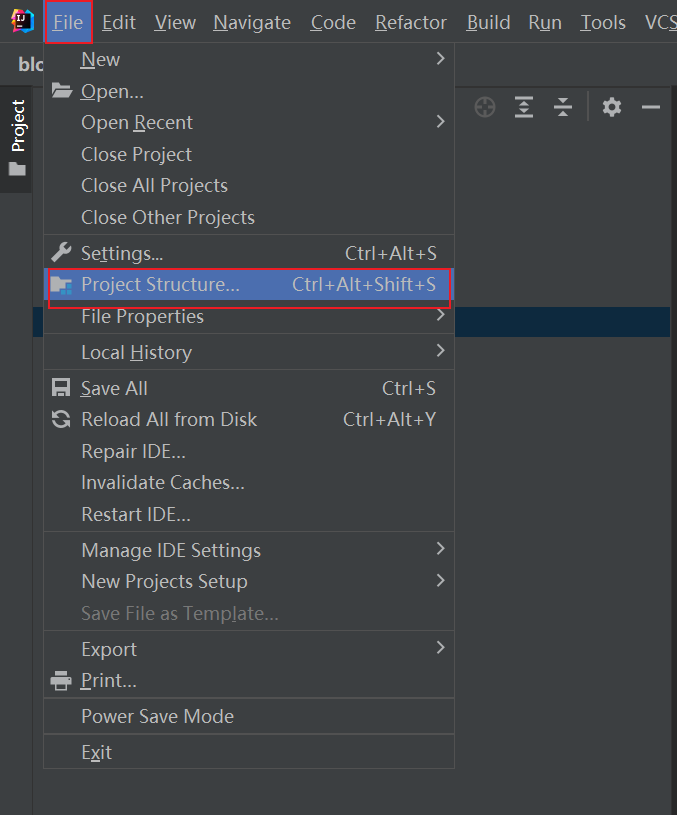 File Edit View Navigate Code Refactor Build Run Tools VCS
Project
New
Open...
Open Recent
Close Project
Close All Projects
Close Other Projects
Settings... Ctrl+Alt+S
Project Structure... Ctrl+Alt+Shift+S
File Properties
Local History
Save All Ctrl+S
Reload All from Disk Ctrl+Alt+Y
Repair IDE...
Invalidate Caches...
Restart IDE...
Manage IDE Settings
New Projects Setup
Save File as Template...
Export
Print...
Power Save Mode
Exit